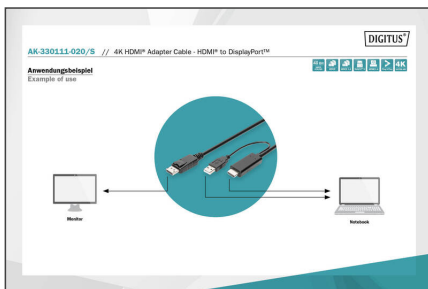 DIGITUS®
AK-330111-020/S // 4K HDMI® Adapter Cable - HDMI® to DisplayPort™
Anwendungsbeispiel
Example of use
4K
Monitor
Notebook